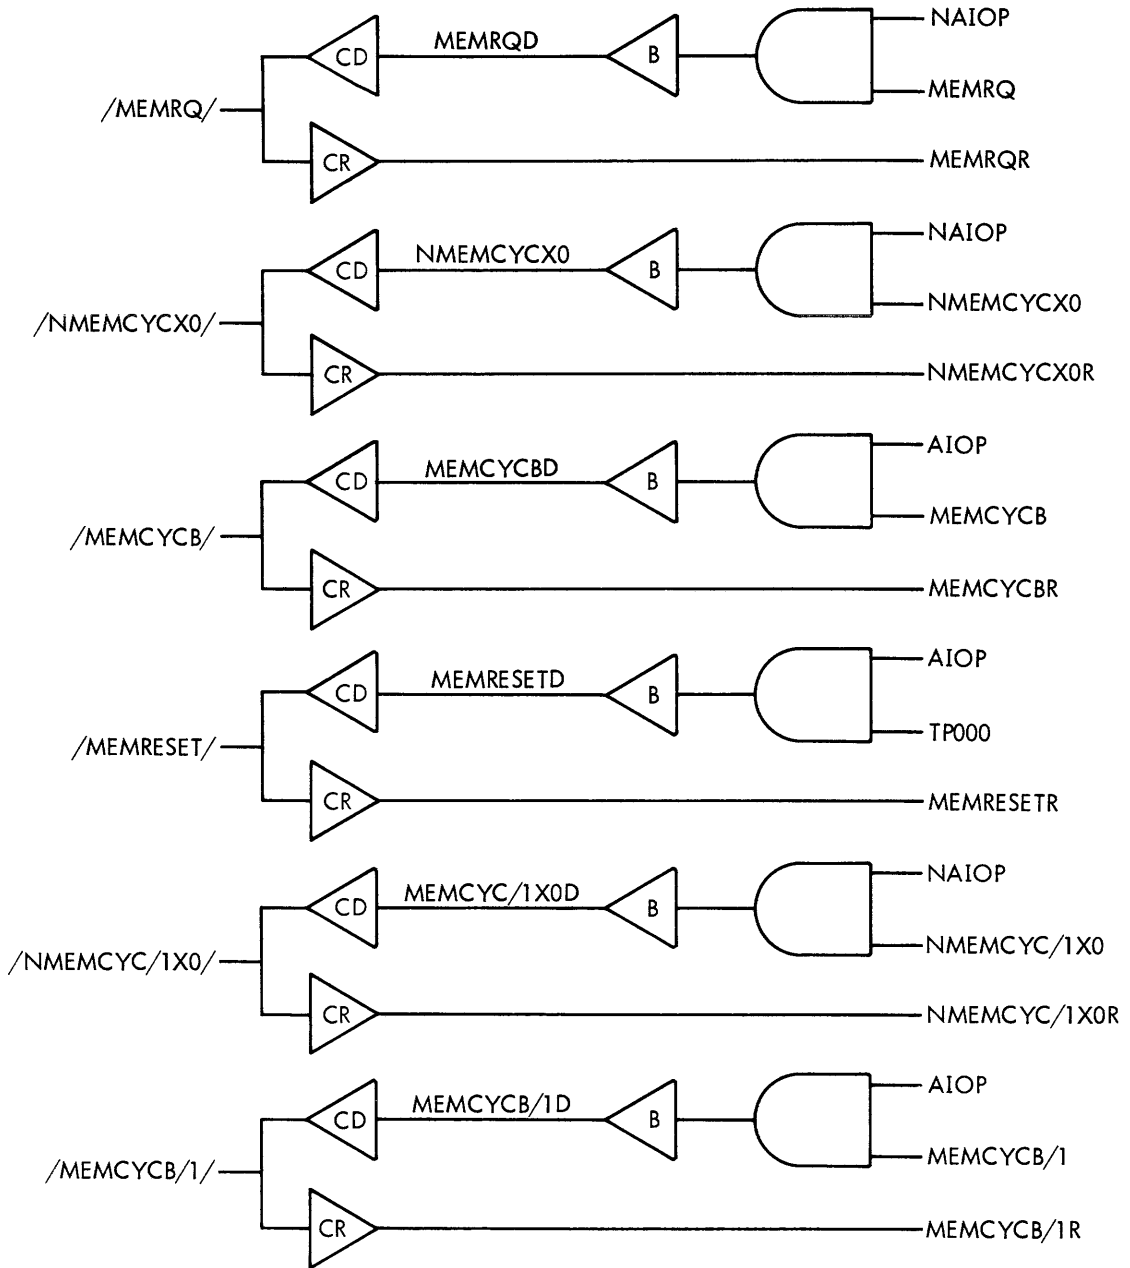 NAIOP
MEMRQD
CD
B
MEMRQ
/MEMRQ/
CR
MEMRQR
NAIOP
NMEMCYCX0
CD
B
NMEMCYCX0
/NMEMCYCX0/
CR
NMEMCYCX0R
AIOP
MEMCYCBD
CD
B
MEMCYCB
/MEMCYCB/
CR
MEMCYCBR
AIOP
MEMRESETD
CD
B
TP000
/MEMRESET/
CR
MEMRESETR
NAIOP
MEMCYC/1X0D
CD
B
NMEMCYC/1X0
/NMEMCYC/1X0/
CR
NMEMCYC/1X0R
AIOP
MEMCYCB/1D
CD
B
MEMCYCB/1
/MEMCYCB/1/
CR
MEMCYCB/1R